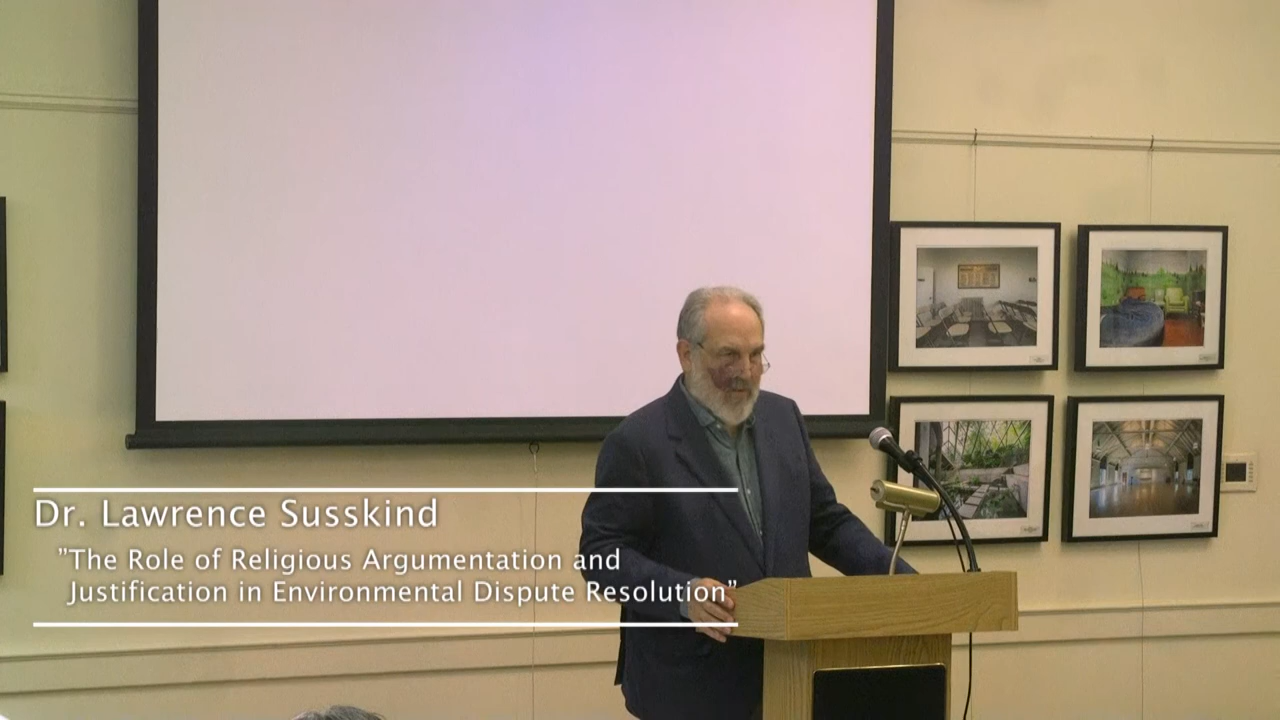 Dr. Lawrence Susskind
"The Role of Religious Argumentation and
Justification in Environmental Dispute Resolution"